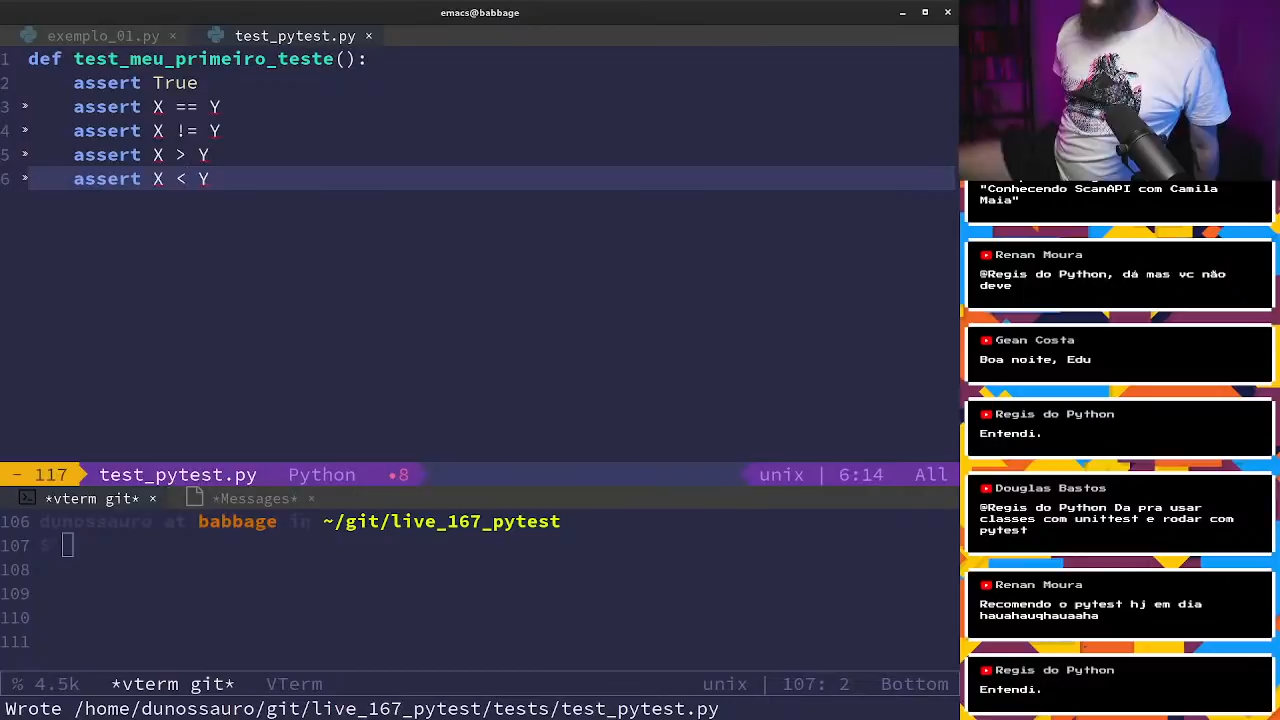 emacs@babbage
exemplo_01.py ×
test_pytest.py ×
1 def test_meu_primeiro_teste():
2 assert True
3 » assert X == Y
4 » assert X != Y
5 » assert X > Y
6 » assert X < Y
- 117 test_pytest.py Python •8 unix | 6:14 All
*vterm git* × *Messages* ×
106 dunossauro at babbage in ~/git/live_167_pytest
107 $
108
109
110
111
% 4.5k *vterm git* VTerm unix | 107: 2 Bottom
Wrote /home/dunossauro/git/live_167_pytest/tests/test_pytest.py
"Conhecendo ScanAPI com Camila
Maia"
Renan Moura
@Regis do Python, dá mas vc não
deve
Gean Costa
Boa noite, Edu
Regis do Python
Entendi.
Douglas Bastos
@Regis do Python Da pra usar
classes com unittest e rodar com
pytest
Renan Moura
Recomendo o pytest hj em dia
hauahauqhauaaha
Regis do Python
Entendi.